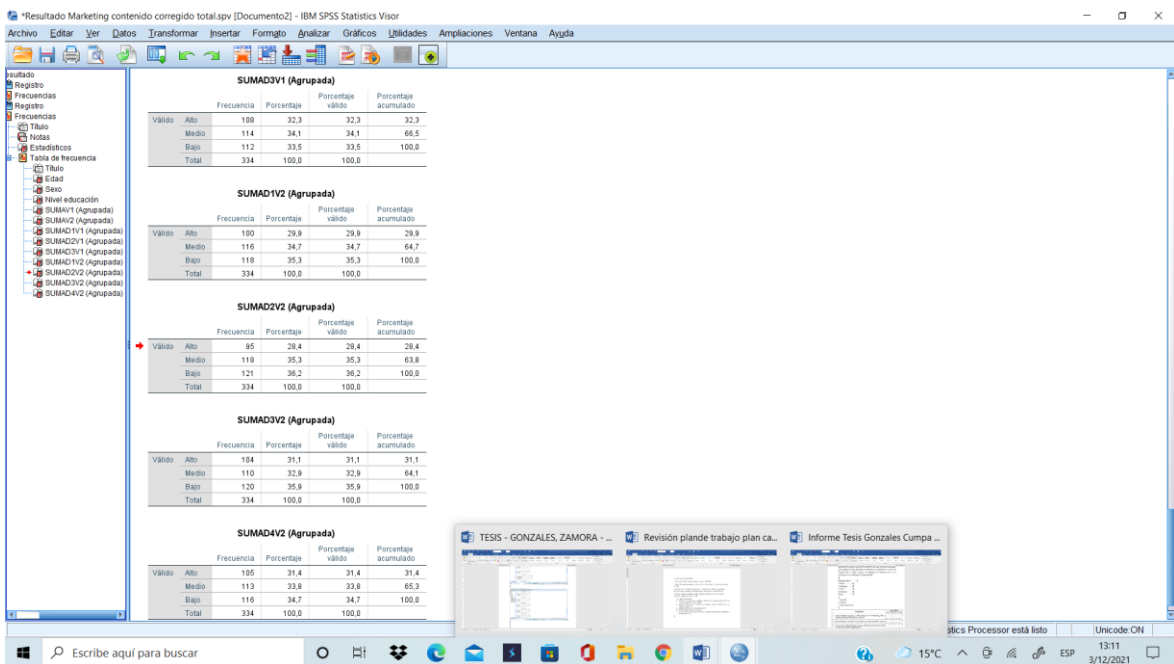 *Resultado Marketing contenido corregido total.spv [Documento2] - IBM SPSS Statistics Visor
Archivo Editar Ver Datos Transformar Insertar Formato Analizar Gráficos Utilidades Ampliaciones Ventana Ayuda
esultado
Registro
Frecuencias
Registro
Frecuencias
Título
Notas
Estadísticos
Tabla de frecuencia
Título
Edad
Sexo
Nivel educación
SUMAV1 (Agrupada)
SUMAV2 (Agrupada)
SUMAD1V1 (Agrupada)
SUMAD2V1 (Agrupada)
SUMAD3V1 (Agrupada)
SUMAD1V2 (Agrupada)
SUMAD2V2 (Agrupada)
SUMAD3V2 (Agrupada)
SUMAD4V2 (Agrupada)
SUMAD3V1 (Agrupada)
Frecuencia Porcentaje Porcentaje válido Porcentaje acumulado
Válido Alto 108 32,3 32,3 32,3
Medio 114 34,1 34,1 66,5
Bajo 112 33,5 33,5 100,0
Total 334 100,0 100,0
SUMAD1V2 (Agrupada)
Frecuencia Porcentaje Porcentaje válido Porcentaje acumulado
Válido Alto 100 29,9 29,9 29,9
Medio 116 34,7 34,7 64,7
Bajo 118 35,3 35,3 100,0
Total 334 100,0 100,0
SUMAD2V2 (Agrupada)
Frecuencia Porcentaje Porcentaje válido Porcentaje acumulado
Válido Alto 95 28,4 28,4 28,4
Medio 118 35,3 35,3 63,8
Bajo 121 36,2 36,2 100,0
Total 334 100,0 100,0
SUMAD3V2 (Agrupada)
Frecuencia Porcentaje Porcentaje válido Porcentaje acumulado
Válido Alto 104 31,1 31,1 31,1
Medio 110 32,9 32,9 64,1
Bajo 120 35,9 35,9 100,0
Total 334 100,0 100,0
SUMAD4V2 (Agrupada)
Frecuencia Porcentaje Porcentaje válido Porcentaje acumulado
Válido Alto 105 31,4 31,4 31,4
Medio 113 33,8 33,8 65,3
Bajo 116 34,7 34,7 100,0
Total 334 100,0 100,0
TESIS - GONZALES, ZAMORA - ...
Revisión plande trabajo plan ca...
Informe Tesis Gonzales Cumpa ...
stics Processor está listo Unicode:ON
Escribe aquí para buscar
15°C
ESP
13:11
3/12/2021